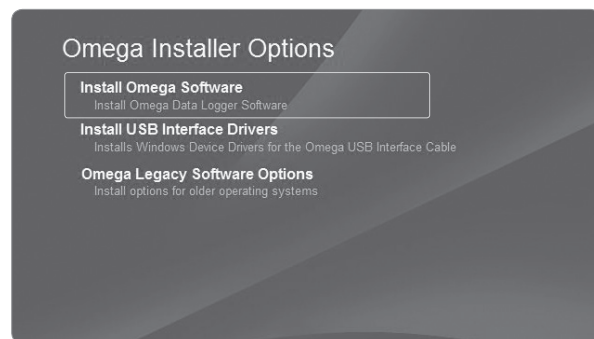 Omega Installer Options
Install Omega Software
Install Omega Data Logger Software
Install USB Interface Drivers
Installs Windows Device Drivers for the Omega USB Interface Cable
Omega Legacy Software Options
Install options for older operating systems